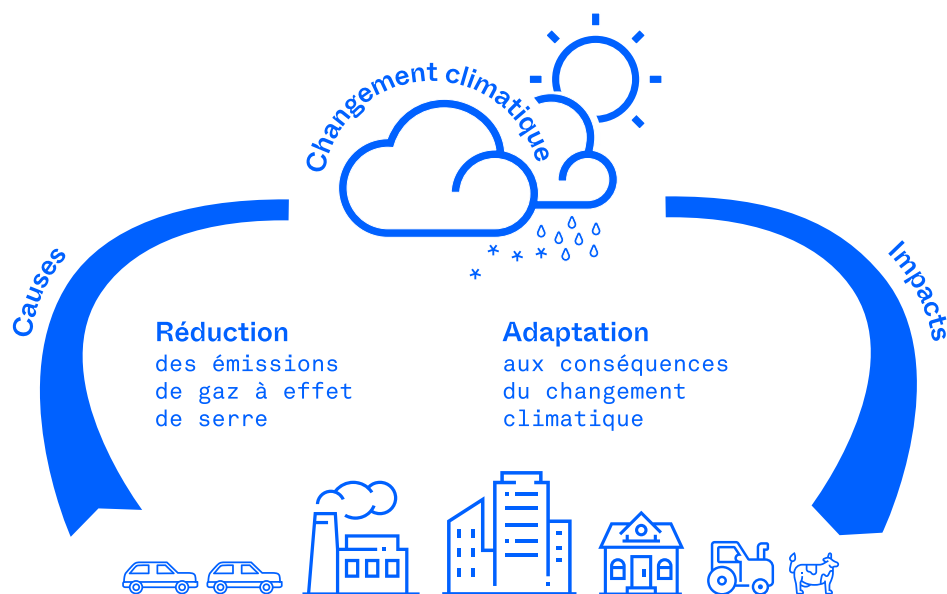 Changement climatique
Causes
Impacts
Réduction
des émissions
de gaz à effet
de serre
Adaptation
aux conséquences
du changement
climatique